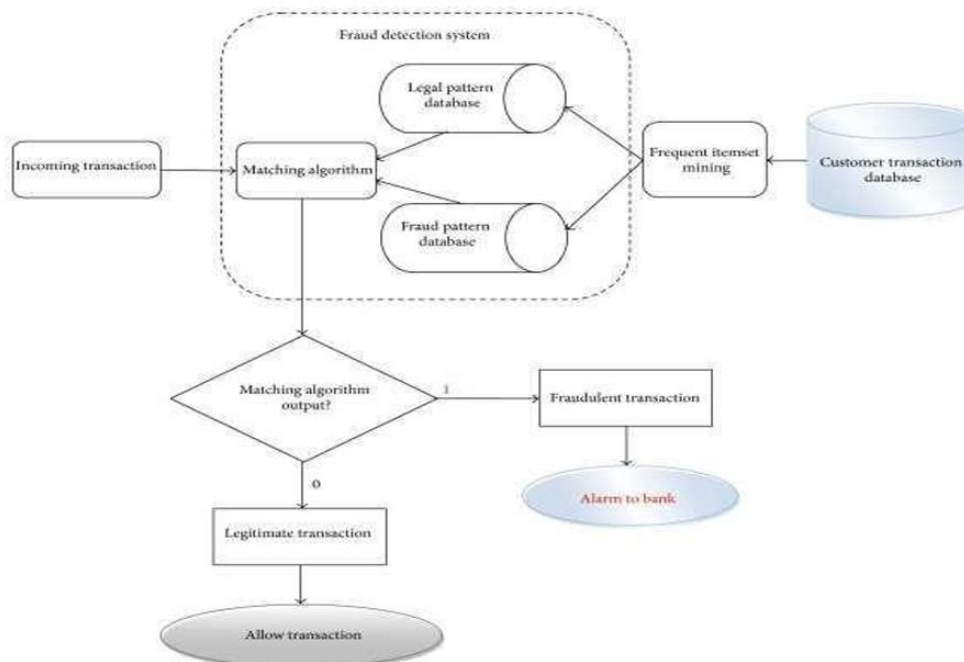 Fraud detection system
Legal pattern
database
Incoming transaction
Matching algorithm
Frequent itemset
mining
Customer transaction
database
Fraud pattern
database
Matching algorithm
output?
1
Fraudulent transaction
0
Alarm to bank
Legitimate transaction
Allow transaction